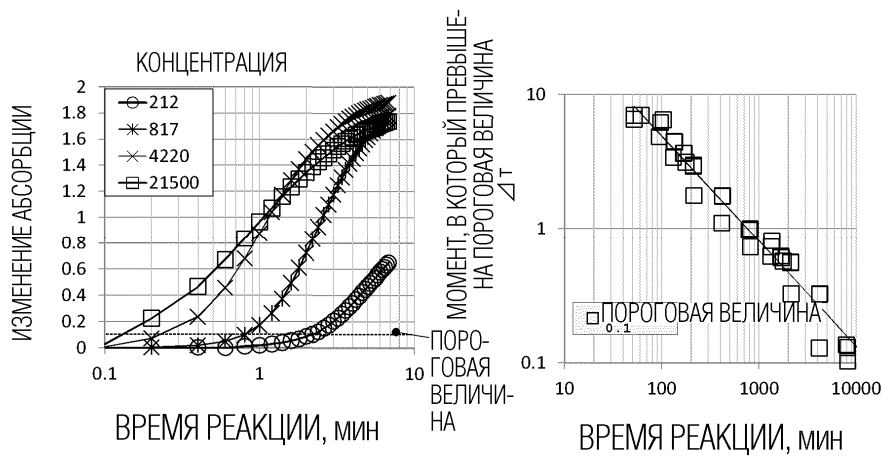 КОНЦЕНТРАЦИЯ
212
817
4220
21500
ИЗМЕНЕНИЕ АБСОРБЦИИ
2
1.8
1.6
1.4
1.2
1
0.8
0.6
0.4
0.2
0
0.1
1
10
ВРЕМЯ РЕАКЦИИ, мин
ПОРО-
ГОВАЯ
ВЕЛИЧИ-
НА
МОМЕНТ, В КОТОРЫЙ ПРЕВЫШЕ-
НА ПОРОГОВАЯ ВЕЛИЧИНА
⊿T
10
1
0.1
ПОРОГОВАЯ ВЕЛИЧИНА
0.1
10
100
1000
10000
ВРЕМЯ РЕАКЦИИ, мин